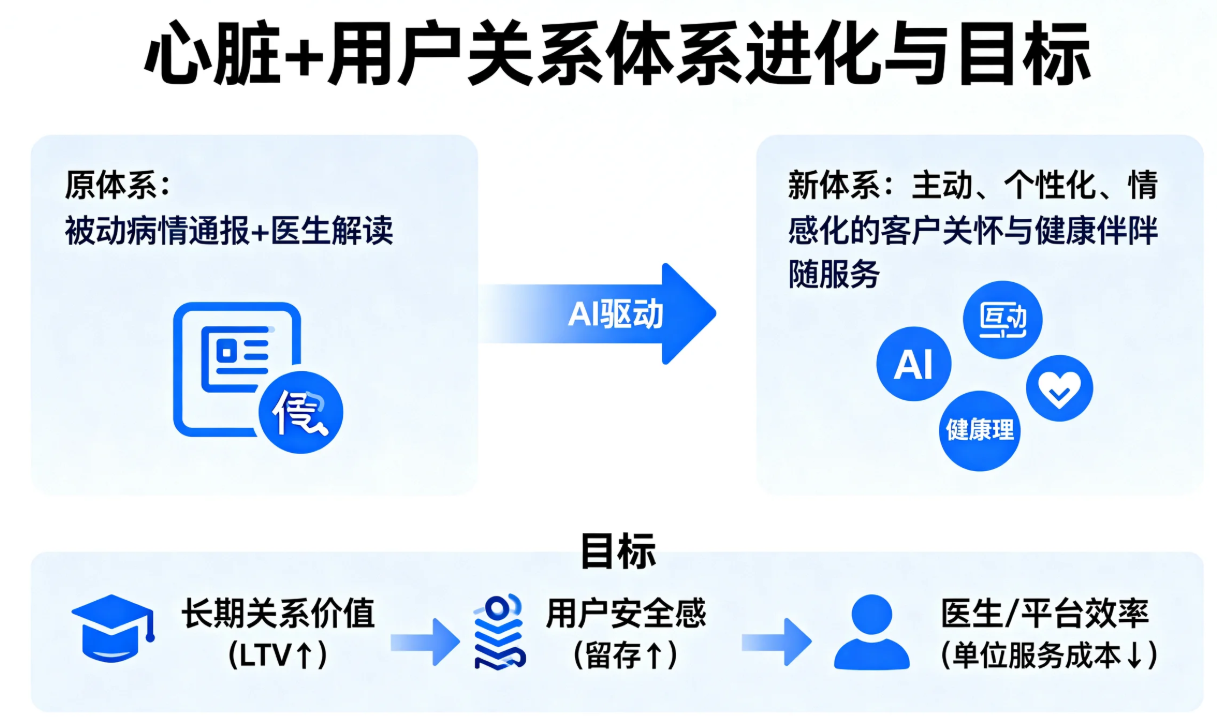 心脏+用户关系体系进化与目标
原体系：
被动病情通报+医生解读
AI驱动
新体系：主动、个性化、情
感化的客户关怀与健康伴
随服务
互动
AI
健康理
目标
长期关系价值
（LTV↑）
用户安全感
（留存↑）
医生/平台效率
（单位服务成本↓）